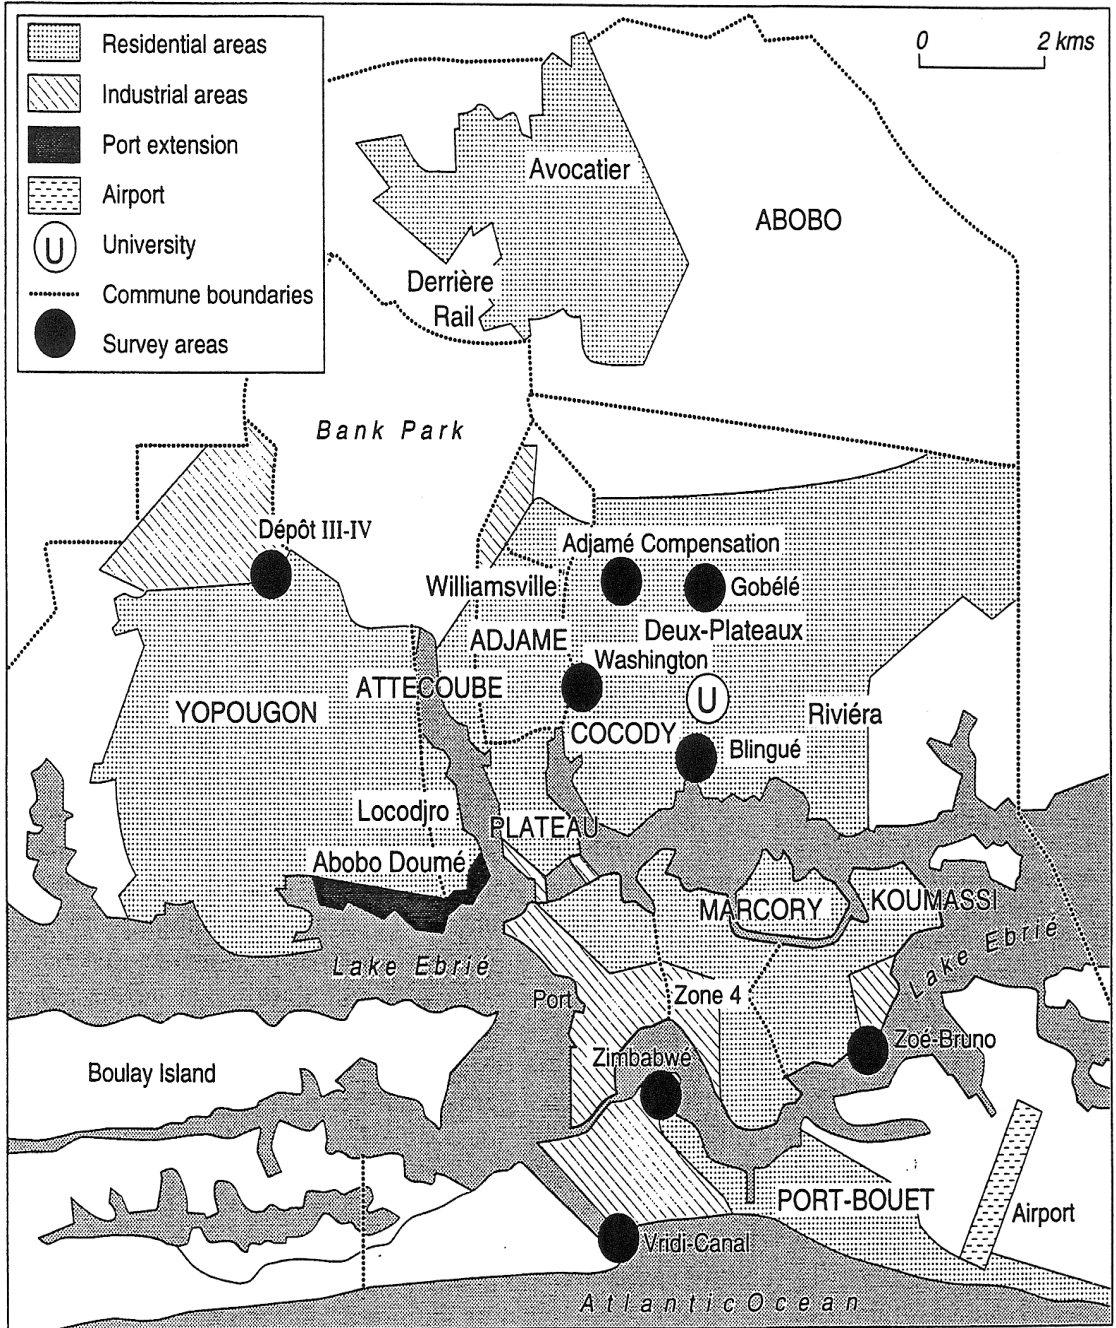 Residential areas
Industrial areas
Port extension
Airport
U
University
Commune boundaries
Survey areas
0 2 kms
Avocatier
ABOBO
Derrière
Rail
Bank Park
Dépôt III-IV
Adjamé Compensation
Williamsville
Gobélé
ADJAME
Deux-Plateaux
Washington
ATTECOUBE
U
YOPOUGON
Riviéra
COCODY
Blingué
Locodjro
PLATEAU
Abobo Doumé
MARCORY
KOUMASSI
Lake Ebrié
Lake Ebrié
Port
Zone 4
Zoé-Bruno
Zimbabwé
Boulay Island
PORT-BOUET
Airport
Vridi-Canal
Atlantic Ocean